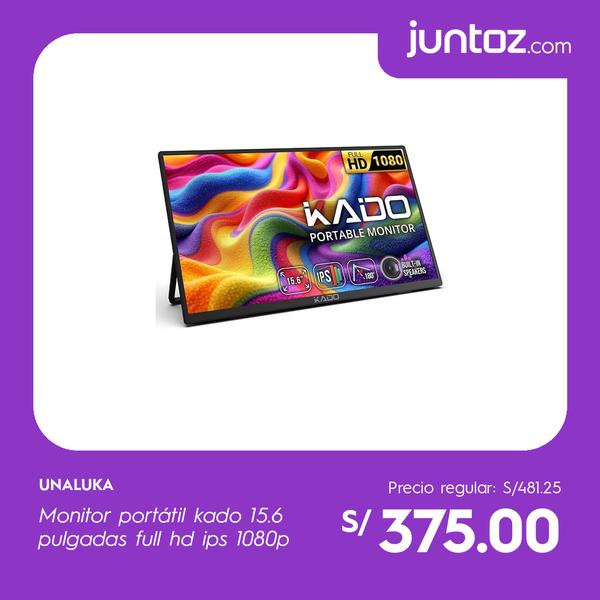 juntoz.com
FULL
HD 1080
KADO
PORTABLE MONITOR
15.6"
IPS
180°
BUILT-IN
SPEAKERS
KADO
UNALUKA
Monitor portátil kado 15.6
pulgadas full hd ips 1080p
Precio regular: S/481.25
S/ 375.00